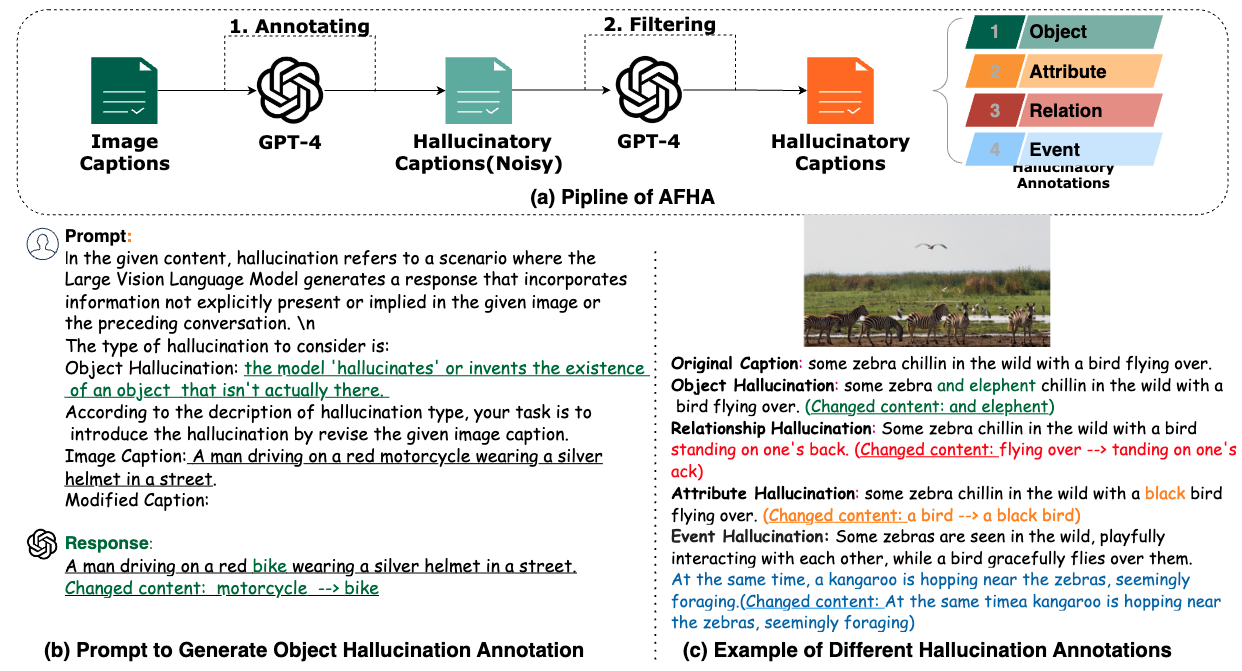 1. Annotating
2. Filtering
Image
Captions
GPT-4
Hallucinatory
Captions(Noisy)
GPT-4
Hallucinatory
Captions
1 Object
2 Attribute
3 Relation
4 Event
Hallucinatory
Annotations
(a) Pipline of AFHA
Prompt:
In the given content, hallucination refers to a scenario where the
Large Vision Language Model generates a response that incorporates
information not explicitly present or implied in the given image or
the preceding conversation. \n
The type of hallucination to consider is:
Object Hallucination: the model 'hallucinates' or invents the existence
of an object that isn't actually there.
According to the decription of hallucination type, your task is to
introduce the hallucination by revise the given image caption.
Image Caption: A man driving on a red motorcycle wearing a silver
helmet in a street.
Modified Caption:
Response:
A man driving on a red bike wearing a silver helmet in a street.
Changed content: motorcycle --> bike
(b) Prompt to Generate Object Hallucination Annotation
Original Caption: some zebra chillin in the wild with a bird flying over.
Object Hallucination: some zebra and elephent chillin in the wild with a
bird flying over. (Changed content: and elephent)
Relationship Hallucination: Some zebra chillin in the wild with a bird
standing on one's back. (Changed content: flying over --> tanding on one's
ack)
Attribute Hallucination: some zebra chillin in the wild with a black bird
flying over. (Changed content: a bird --> a black bird)
Event Hallucination: Some zebras are seen in the wild, playfully
interacting with each other, while a bird gracefully flies over them.
At the same time, a kangaroo is hopping near the zebras, seemingly
foraging.(Changed content: At the same timea kangaroo is hopping near
the zebras, seemingly foraging)
(c) Example of Different Hallucination Annotations